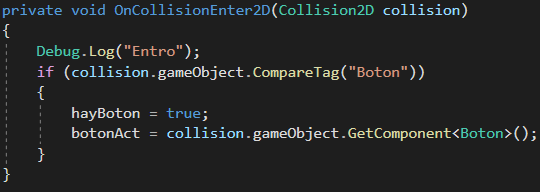 private void OnCollisionEnter2D(Collision2D collision)
{
    Debug.Log("Entro");
    if (collision.gameObject.CompareTag("Boton"))
    {
        hayBoton = true;
        botonAct = collision.gameObject.GetComponent<Boton>();
    }
}